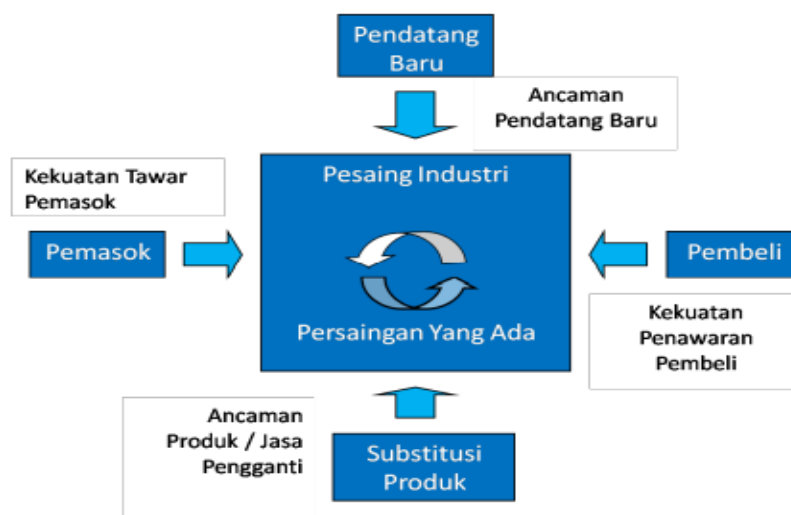 Pendatang
Baru
Ancaman
Pendatang Baru
Pesaing Industri
Kekuatan Tawar
Pemasok
Pemasok
Pembeli
Persaingan Yang Ada
Kekuatan
Penawaran
Pembeli
Ancaman
Produk / Jasa
Pengganti
Substitusi
Produk